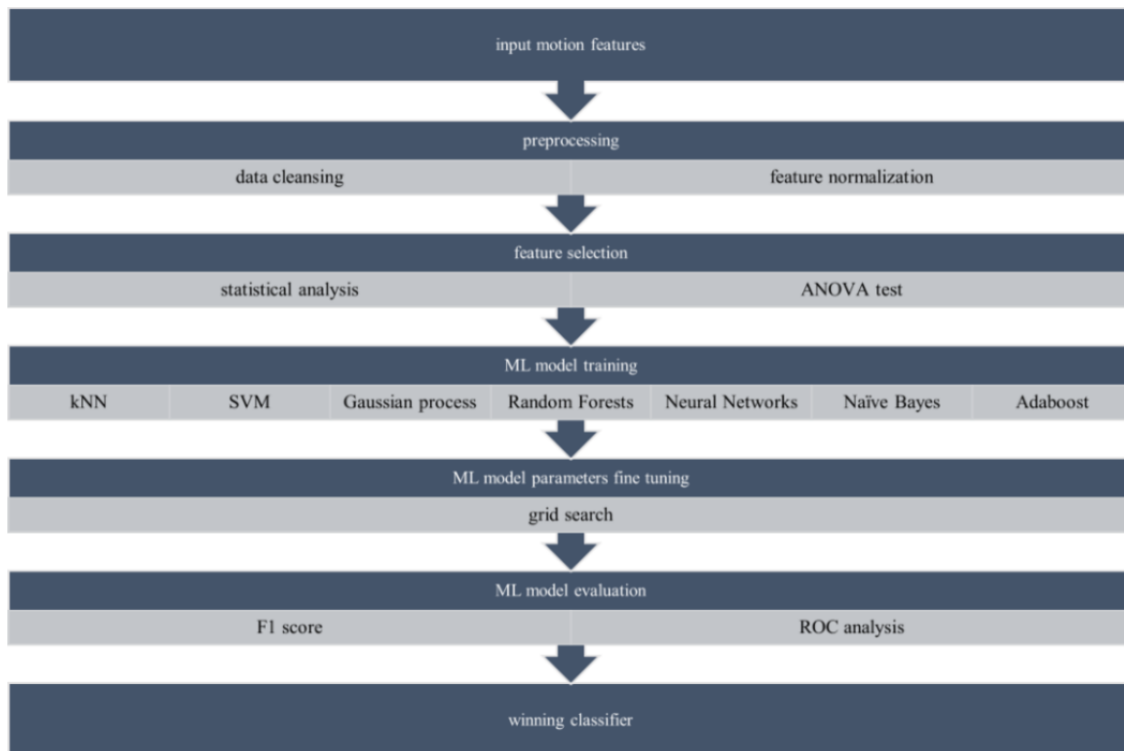 input motion features
preprocessing
data cleansing feature normalization
feature selection
statistical analysis ANOVA test
ML model training
kNN SVM Gaussian process Random Forests Neural Networks Naïve Bayes Adaboost
ML model parameters fine tuning
grid search
ML model evaluation
F1 score ROC analysis
winning classifier